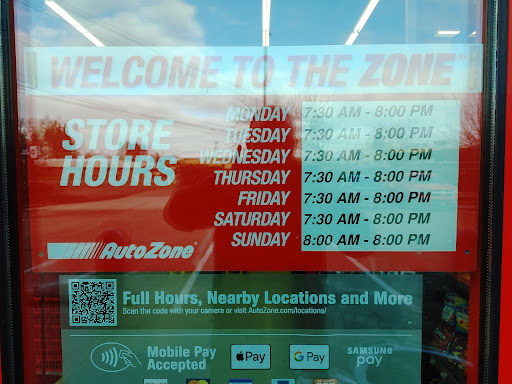 WELCOME TO THE ZONE
STORE HOURS
MONDAY 7:30 AM - 8:00 PM
TUESDAY 7:30 AM - 8:00 PM
WEDNESDAY 7:30 AM - 8:00 PM
THURSDAY 7:30 AM - 8:00 PM
FRIDAY 7:30 AM - 8:00 PM
SATURDAY 7:30 AM - 8:00 PM
SUNDAY 8:00 AM - 8:00 PM
AutoZone
Full Hours, Nearby Locations and More
Scan the code with your camera or visit AutoZone.com/locations/
Mobile Pay Accepted
Pay
G Pay
SAMSUNG pay